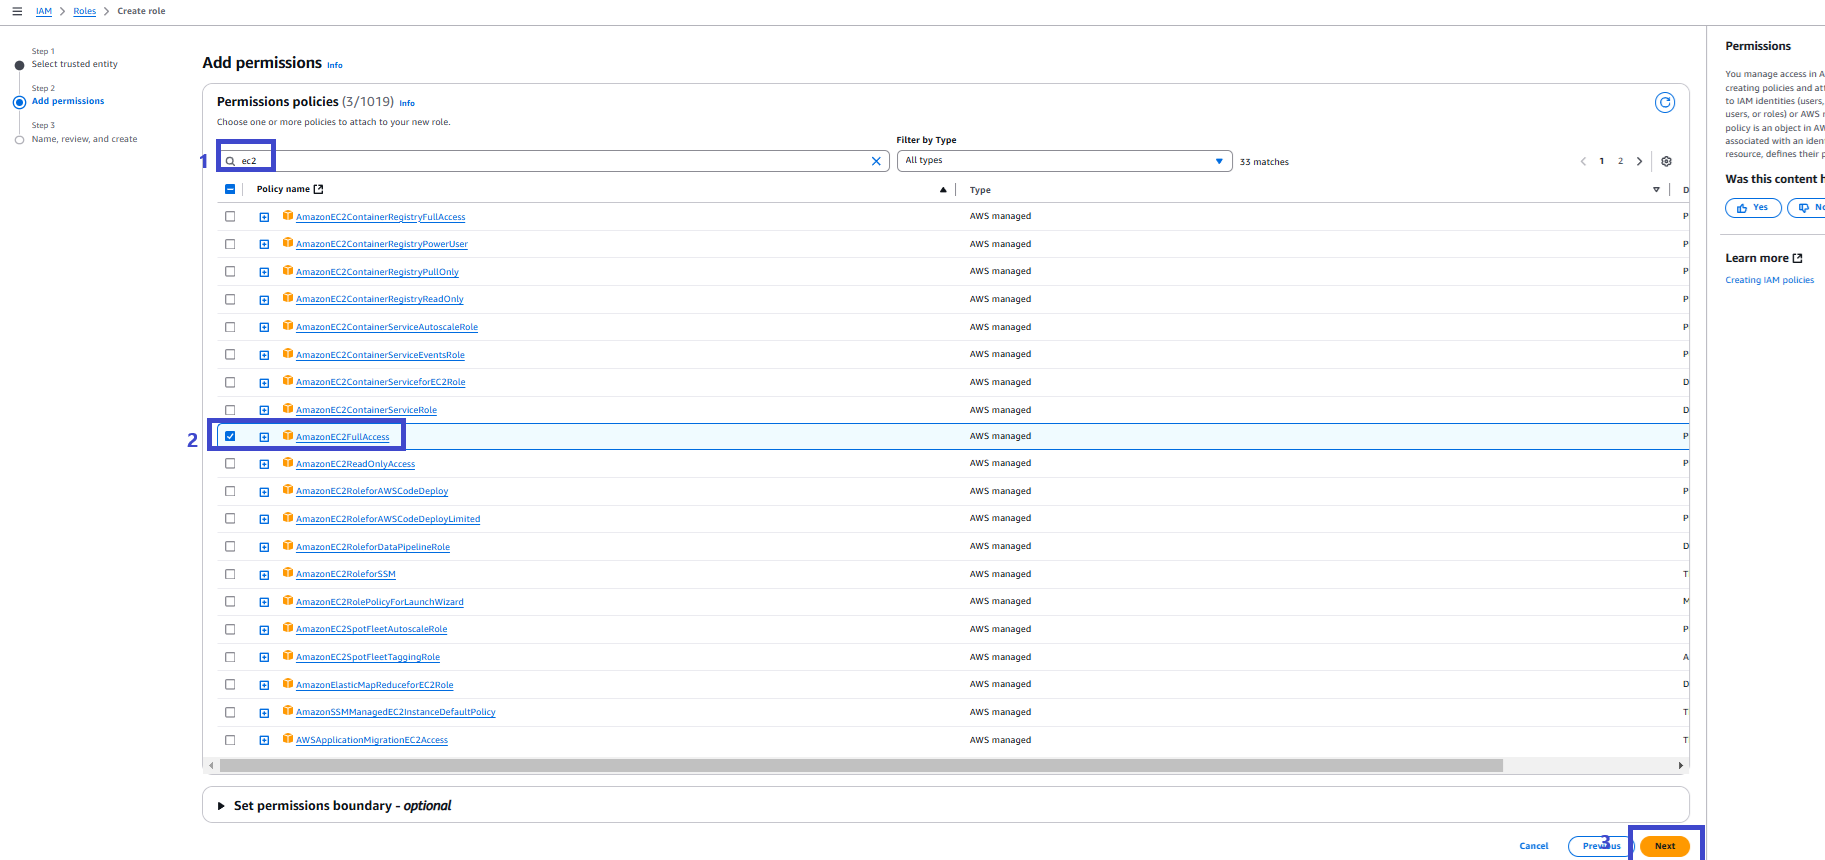 IAM > Roles > Create role
Step 1
Select trusted entity
Step 2
Add permissions
Step 3
Name, review, and create
Add permissions Info
Permissions policies (3/1019) Info
Choose one or more policies to attach to your new role.
Filter by Type
1
ec2
All types
33 matches
1 2
Policy name
Type
D
AmazonEC2ContainerRegistryFullAccess AWS managed P
AmazonEC2ContainerRegistryPowerUser AWS managed P
AmazonEC2ContainerRegistryPullOnly AWS managed P
AmazonEC2ContainerRegistryReadOnly AWS managed P
AmazonEC2ContainerServiceAutoscaleRole AWS managed P
AmazonEC2ContainerServiceEventsRole AWS managed P
AmazonEC2ContainerServiceforEC2Role AWS managed D
AmazonEC2ContainerServiceRole AWS managed D
2 AmazonEC2FullAccess AWS managed P
AmazonEC2ReadOnlyAccess AWS managed P
AmazonEC2RoleforAWSCodeDeploy AWS managed P
AmazonEC2RoleforAWSCodeDeployLimited AWS managed P
AmazonEC2RoleforDataPipelineRole AWS managed D
AmazonEC2RoleforSSM AWS managed T
AmazonEC2RolePolicyForLaunchWizard AWS managed M
AmazonEC2SpotFleetAutoscaleRole AWS managed P
AmazonEC2SpotFleetTaggingRole AWS managed A
AmazonElasticMapReduceforEC2Role AWS managed D
AmazonSSMManagedEC2InstanceDefaultPolicy AWS managed T
AWSApplicationMigrationEC2Access AWS managed T
Set permissions boundary - optional
Cancel
Previous
3
Next
Permissions
You manage access in A
creating policies and att
to IAM identities (users,
users, or roles) or AWS r
policy is an object in AW
associated with an iden
resource, defines their p
Was this content h
Yes
No
Learn more
Creating IAM policies